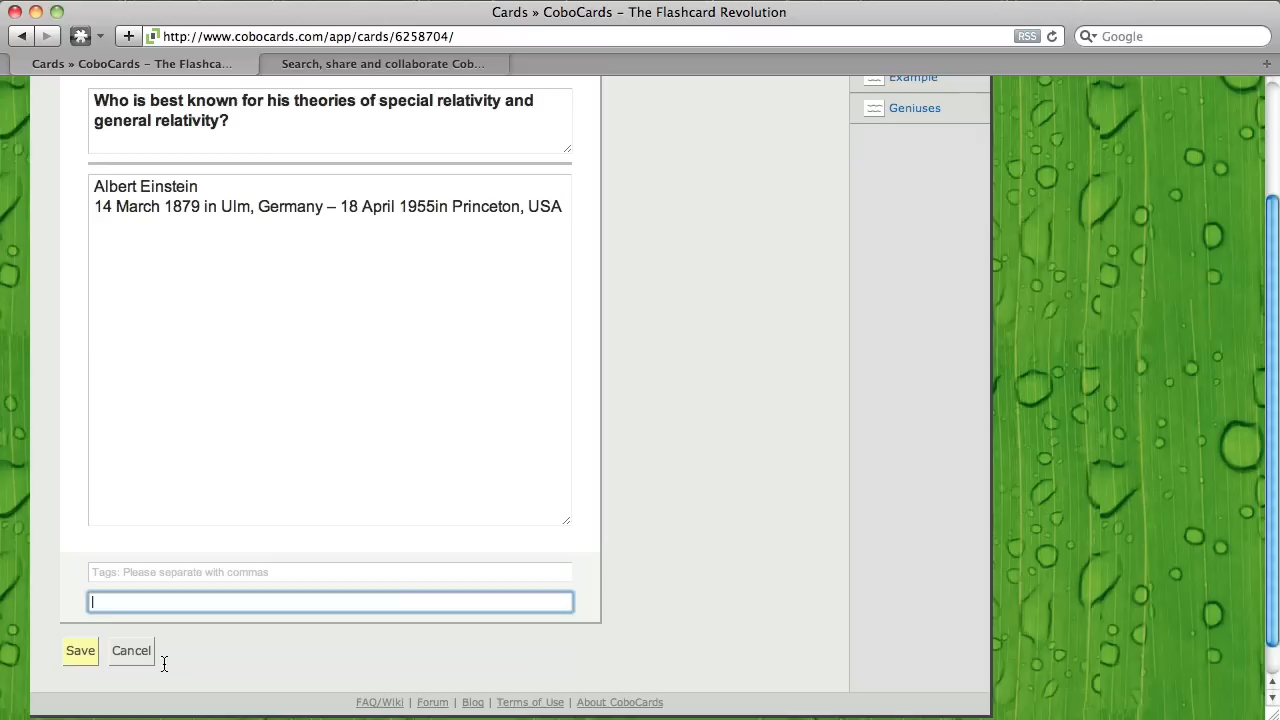 Cards » CoboCards – The Flashcard Revolution
http://www.cobocards.com/app/cards/6258704/
RSS
Google
Cards » CoboCards – The Flashca...
Search, share and collaborate Cob...
Example
Geniuses
Who is best known for his theories of special relativity and
general relativity?
Albert Einstein
14 March 1879 in Ulm, Germany – 18 April 1955in Princeton, USA
Tags: Please separate with commas
Save
Cancel
FAQ/Wiki | Forum | Blog | Terms of Use | About CoboCards